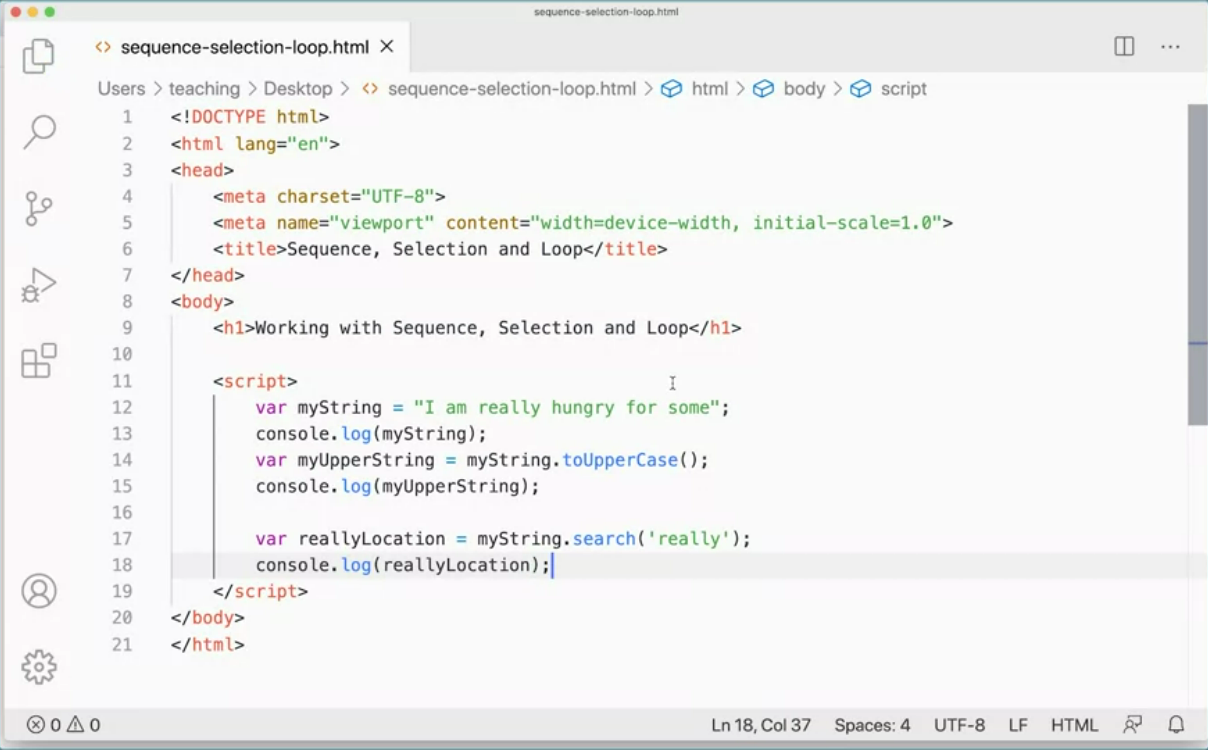 sequence-selection-loop.html
sequence-selection-loop.html
Users > teaching > Desktop > sequence-selection-loop.html > html > body > script
1 <!DOCTYPE html>
2 <html lang="en">
3 <head>
4     <meta charset="UTF-8">
5     <meta name="viewport" content="width=device-width, initial-scale=1.0">
6     <title>Sequence, Selection and Loop</title>
7 </head>
8 <body>
9     <h1>Working with Sequence, Selection and Loop</h1>
10
11     <script>
12         var myString = "I am really hungry for some";
13         console.log(myString);
14         var myUpperString = myString.toUpperCase();
15         console.log(myUpperString);
16
17         var reallyLocation = myString.search('really');
18         console.log(reallyLocation);
19     </script>
20 </body>
21 </html>
0 0 Ln 18, Col 37 Spaces: 4 UTF-8 LF HTML